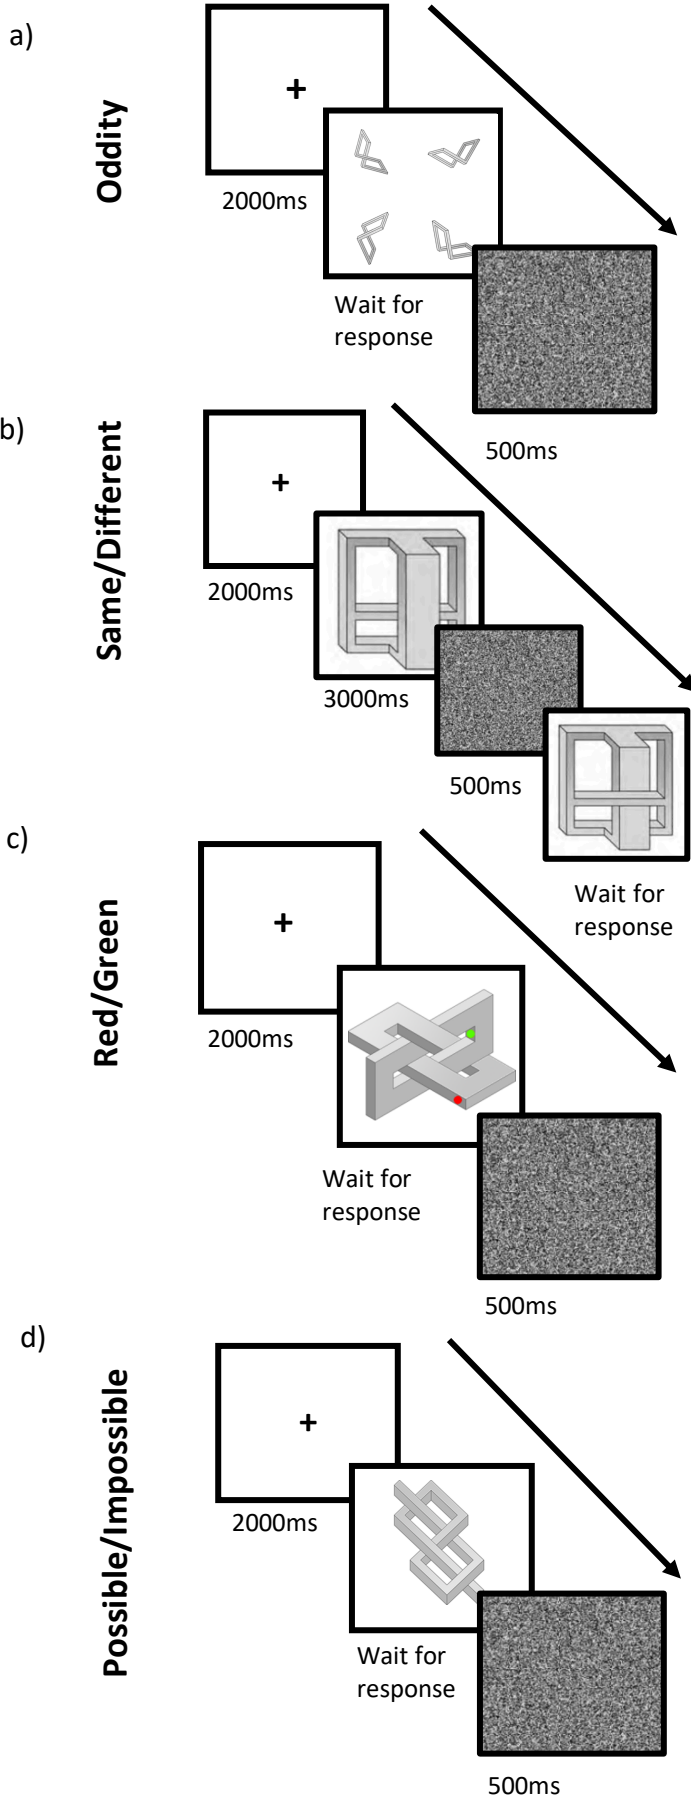 a)
Oddity
2000ms
Wait for
response
500ms
b)
Same/Different
2000ms
3000ms
500ms
Wait for
response
c)
Red/Green
2000ms
Wait for
response
500ms
d)
Possible/Impossible
2000ms
Wait for
response
500ms